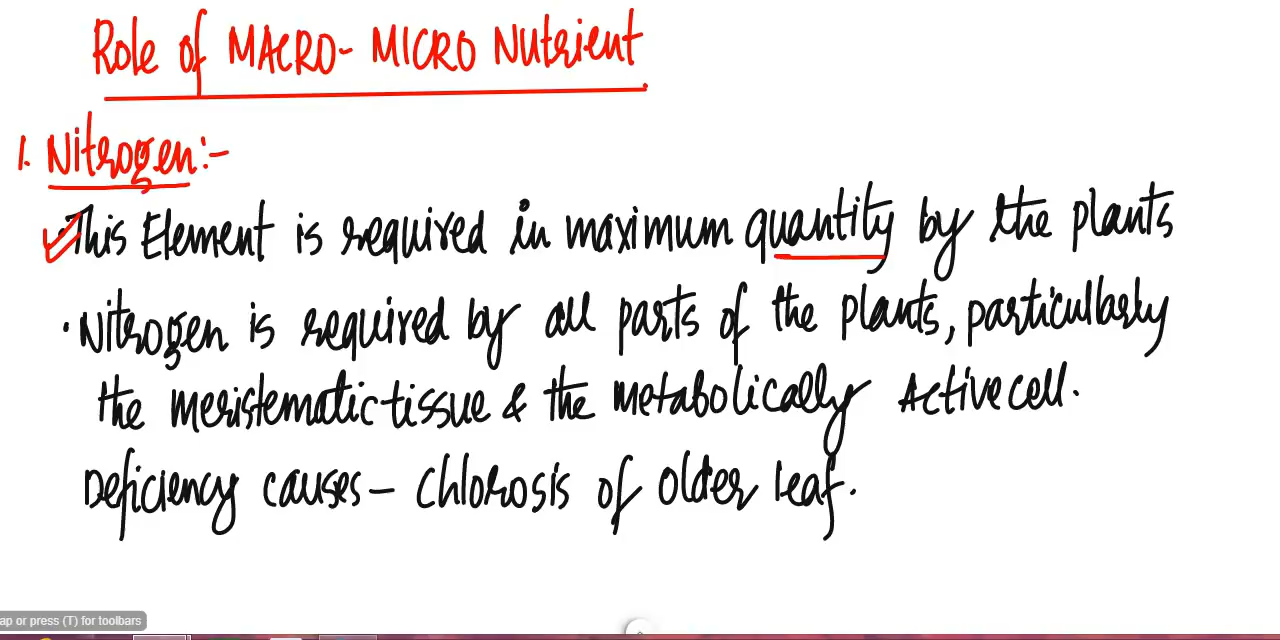 Role of MACRO- MICRO Nutrient
1. Nitrogen:-
This Element is required in maximum quantity by the plants
• Nitrogen is required by all parts of the plants, particullarly
the meristematic tissue & the metabolically Active cell.
Deficiency causes - Chlorosis of Older leaf.
ap or press (T) for toolbars